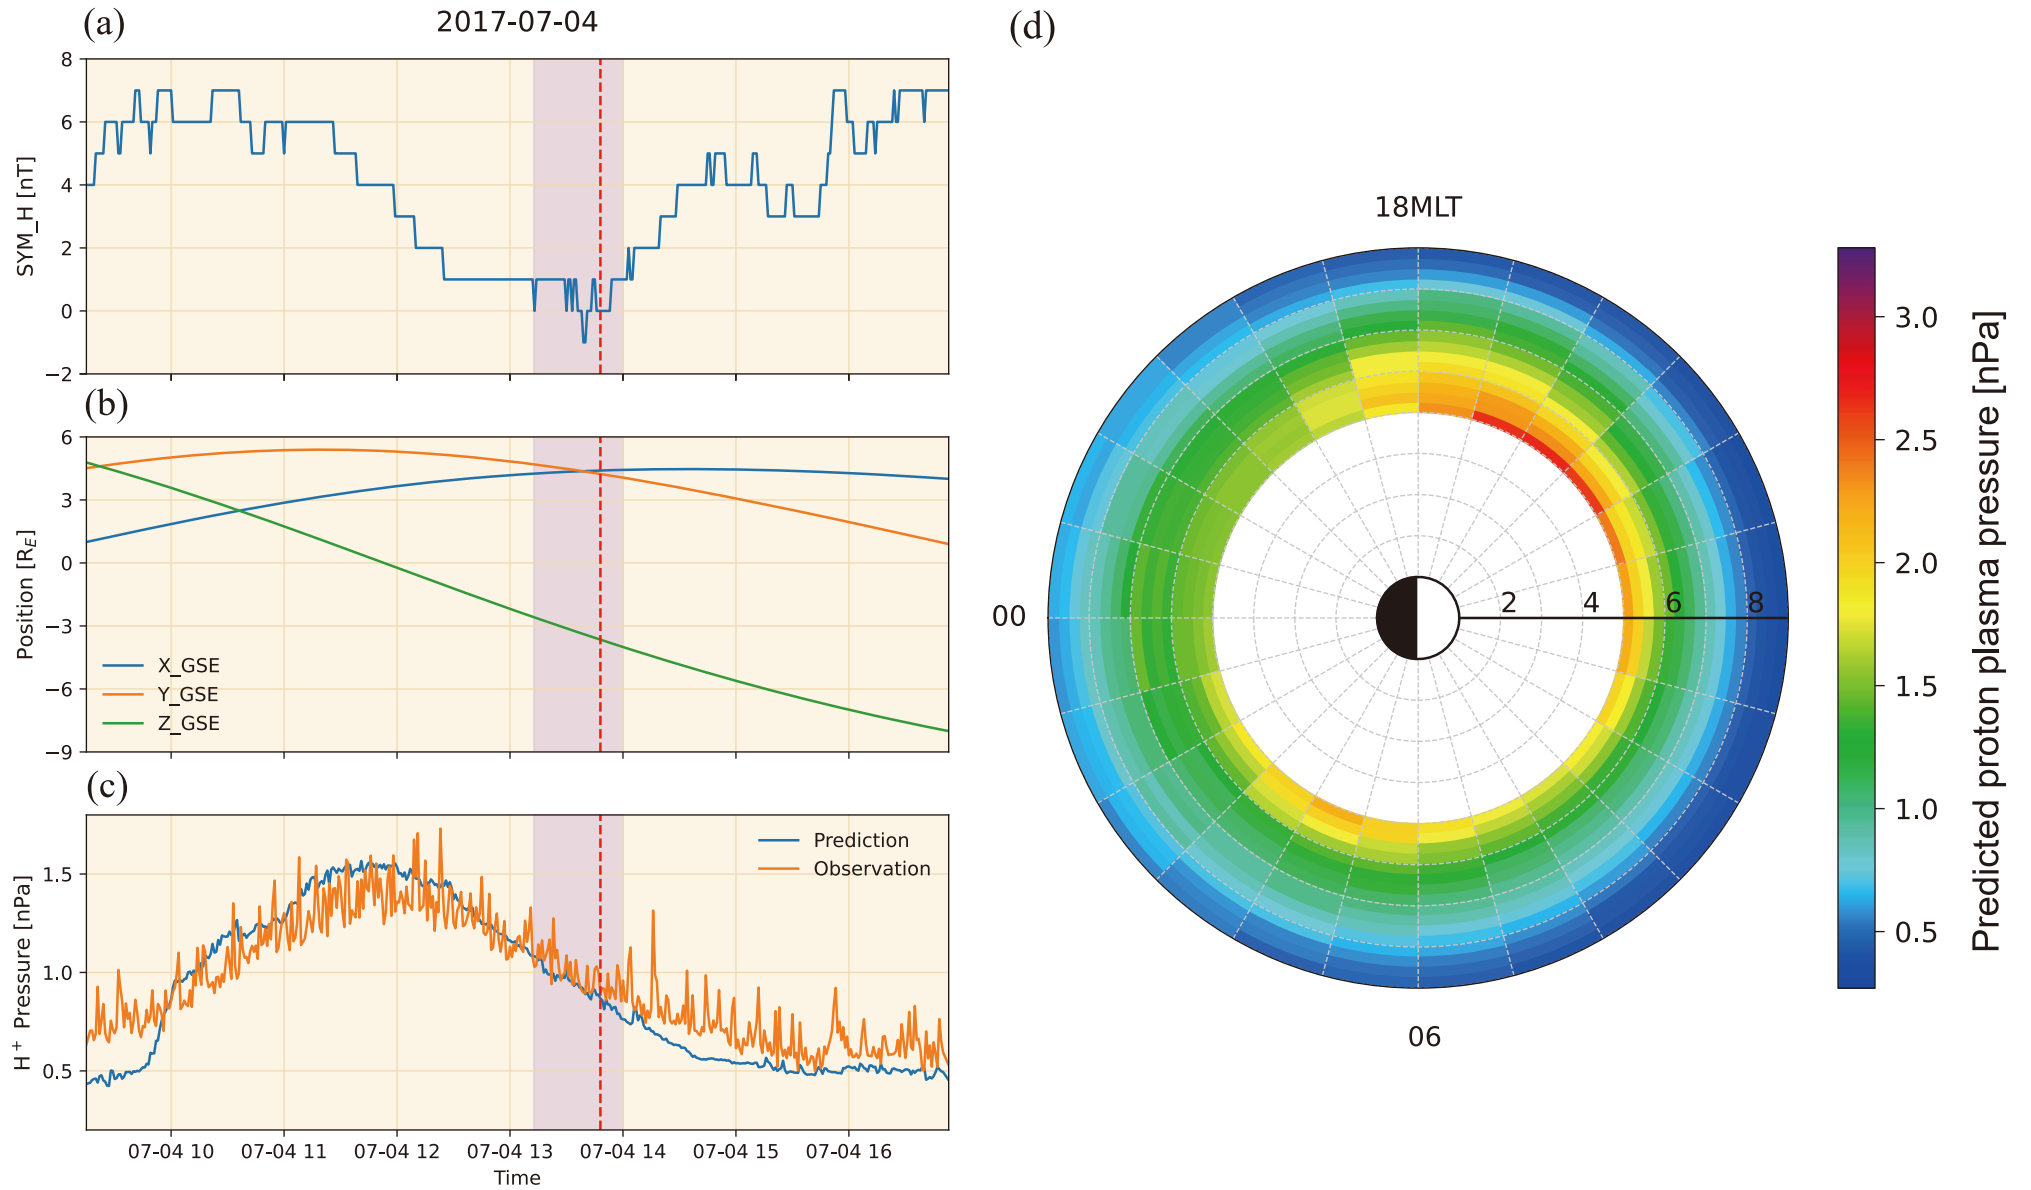 (a)
2017-07-04
8
6
4
2
0
−2
SYM_H [nT]
(b)
6
3
0
−3
−6
−9
Position [R_E]
X_GSE
Y_GSE
Z_GSE
(c)
1.5
1.0
0.5
H⁺ Pressure [nPa]
Prediction
Observation
07-04 10 07-04 11 07-04 12 07-04 13 07-04 14 07-04 15 07-04 16
Time
(d)
18MLT
00
2 4 6 8
06
3.0
2.5
2.0
1.5
1.0
0.5
Predicted proton plasma pressure [nPa]